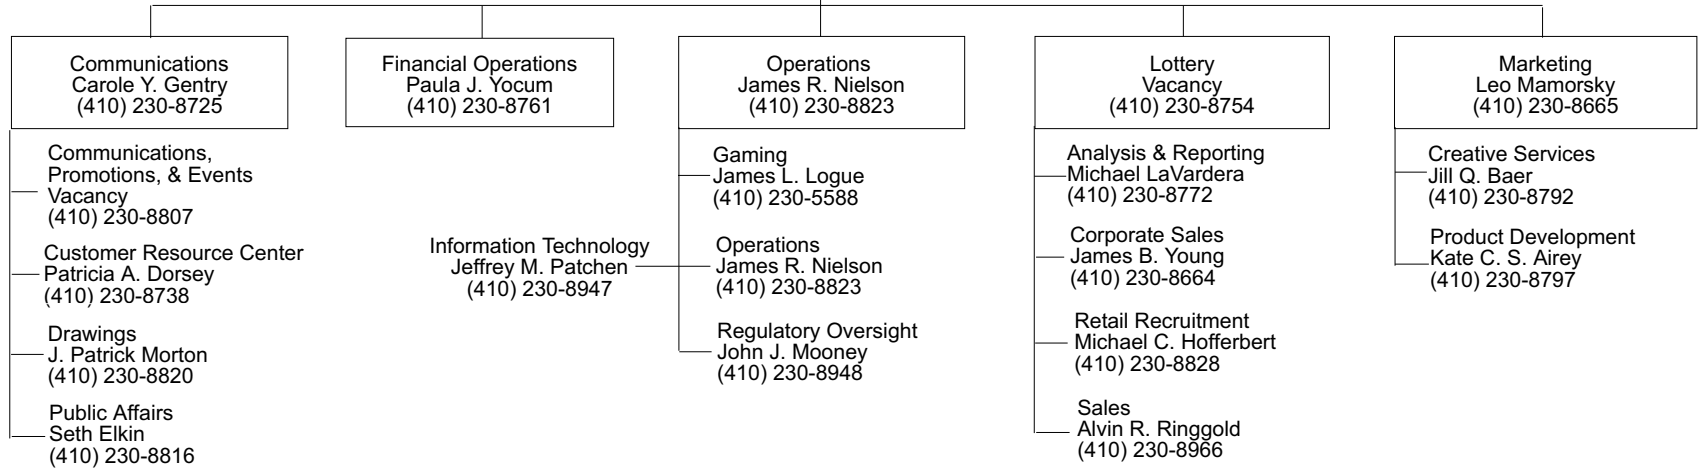 Communications
Carole Y. Gentry
(410) 230-8725
Communications,
Promotions, & Events
Vacancy
(410) 230-8807
Customer Resource Center
Patricia A. Dorsey
(410) 230-8738
Drawings
J. Patrick Morton
(410) 230-8820
Public Affairs
Seth Elkin
(410) 230-8816
Financial Operations
Paula J. Yocum
(410) 230-8761
Operations
James R. Nielson
(410) 230-8823
Gaming
James L. Logue
(410) 230-5588
Information Technology
Jeffrey M. Patchen
(410) 230-8947
Operations
James R. Nielson
(410) 230-8823
Regulatory Oversight
John J. Mooney
(410) 230-8948
Lottery
Vacancy
(410) 230-8754
Analysis & Reporting
Michael LaVardera
(410) 230-8772
Corporate Sales
James B. Young
(410) 230-8664
Retail Recruitment
Michael C. Hofferbert
(410) 230-8828
Sales
Alvin R. Ringgold
(410) 230-8966
Marketing
Leo Mamorsky
(410) 230-8665
Creative Services
Jill Q. Baer
(410) 230-8792
Product Development
Kate C. S. Airey
(410) 230-8797